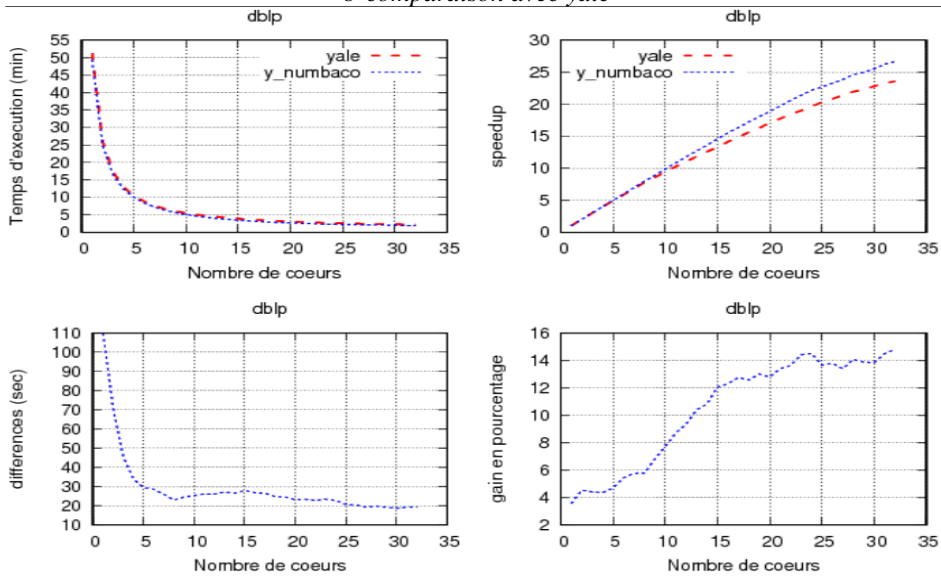 b-comparaison avec yale
dblp
55
50
45
40
35
30
25
20
15
10
5
0
Temps d'execution (min)
yale
y_numbaco
0 5 10 15 20 25 30 35
Nombre de coeurs
dblp
30
25
20
15
10
5
0
speedup
yale
y_numbaco
0 5 10 15 20 25 30 35
Nombre de coeurs
dblp
110
100
90
80
70
60
50
40
30
20
10
differences (sec)
0 5 10 15 20 25 30 35
Nombre de coeurs
dblp
16
14
12
10
8
6
4
2
gain en pourcentage
0 5 10 15 20 25 30 35
Nombre de coeurs